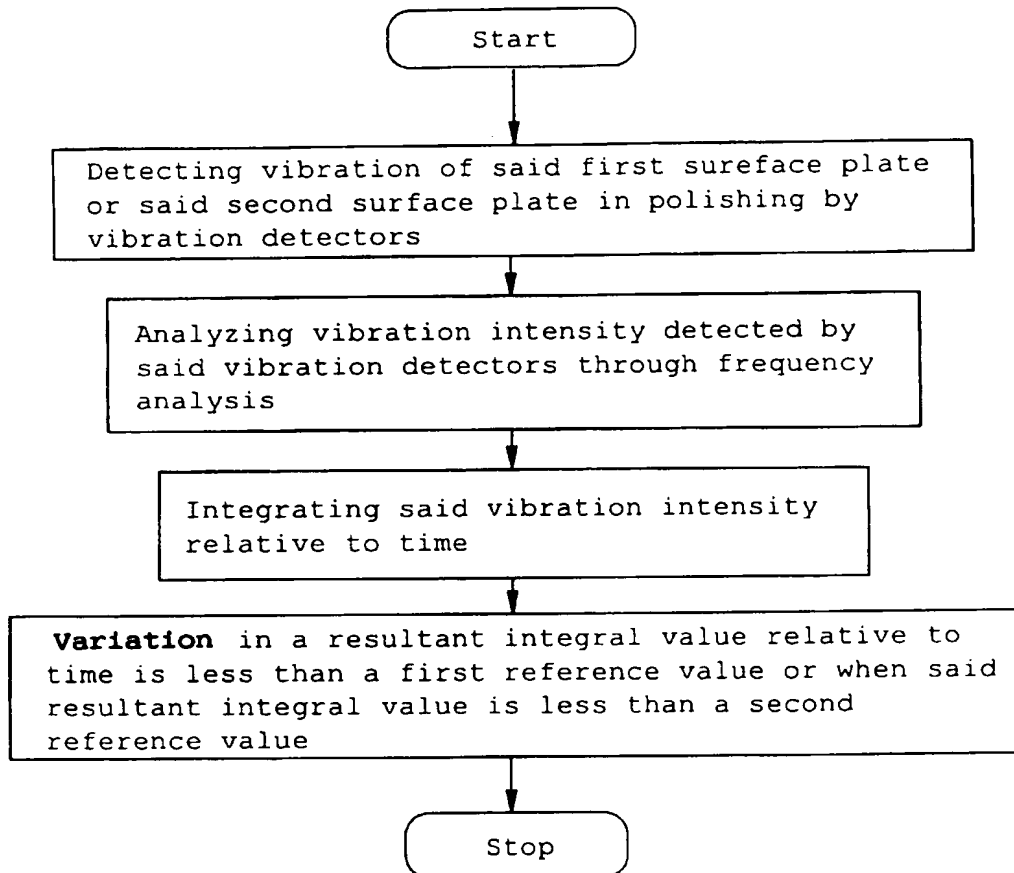 Start
Detecting vibration of said first sureface plate
or said second surface plate in polishing by
vibration detectors
Analyzing vibration intensity detected by
said vibration detectors through frequency
analysis
Integrating said vibration intensity
relative to time
Variation in a resultant integral value relative to
time is less than a first reference value or when said
resultant integral value is less than a second
reference value
Stop